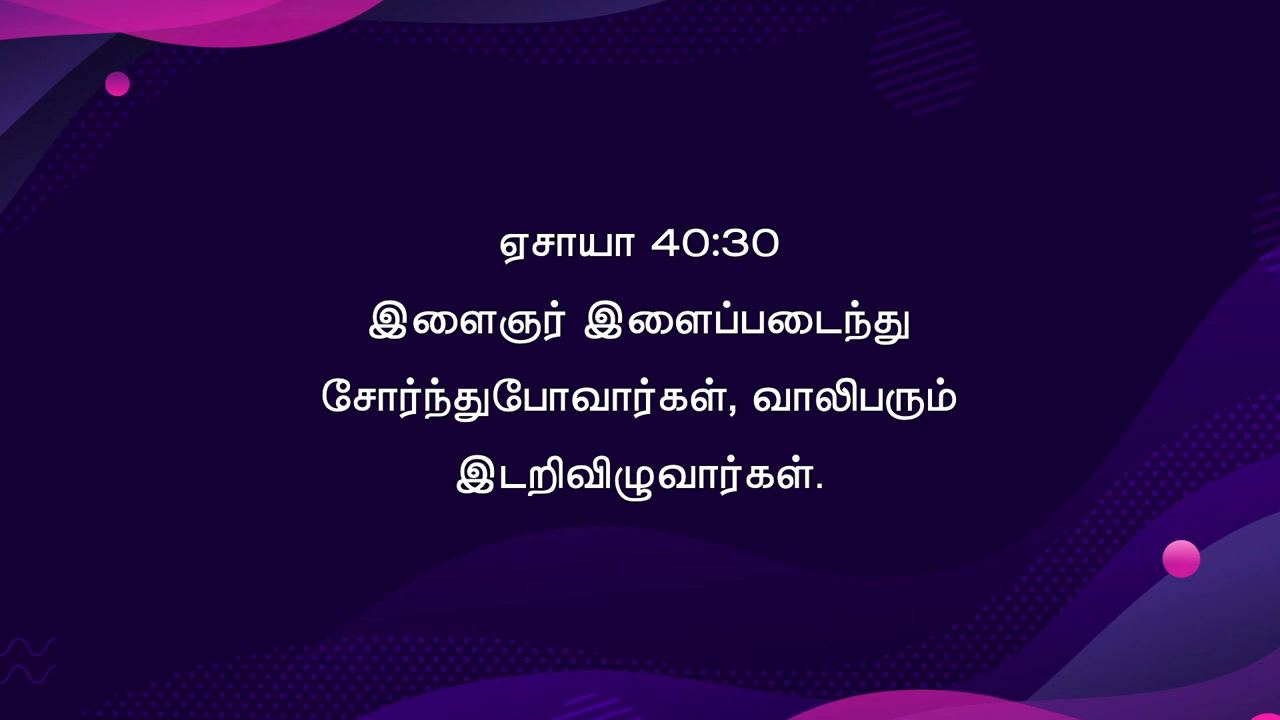 ஏசாயா 40:30
இளைஞர் இளைப்படைந்து
சோர்ந்துபோவார்கள், வாலிபரும்
இடறிவிழுவார்கள்.